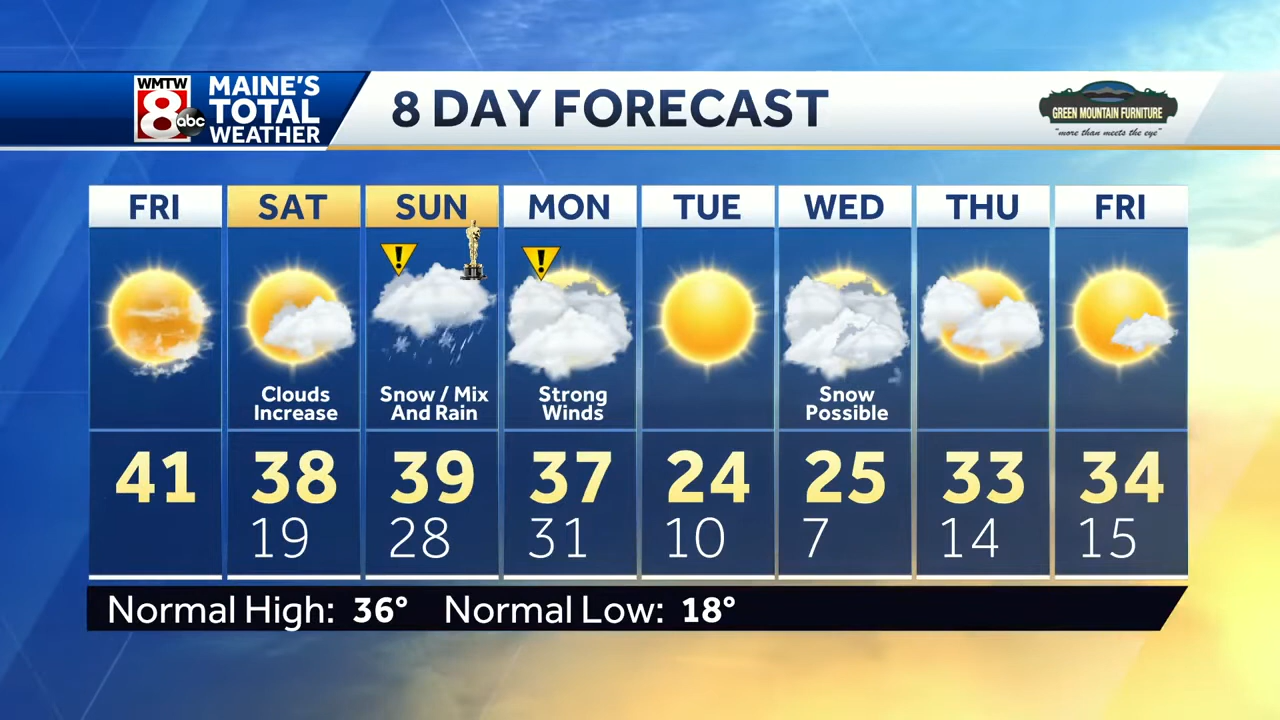 WMTW
8
abc
MAINE'S
TOTAL
WEATHER
8 DAY FORECAST
GREEN MOUNTAIN FURNITURE
"more than meets the eye"
FRI SAT SUN MON TUE WED THU FRI
! !
Clouds Snow / Mix Strong Snow
Increase And Rain Winds Possible
41 38 39 37 24 25 33 34
19 28 31 10 7 14 15
Normal High: 36° Normal Low: 18°